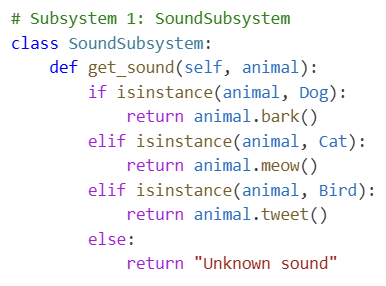 # Subsystem 1: SoundSubsystem
class SoundSubsystem:
    def get_sound(self, animal):
        if isinstance(animal, Dog):
            return animal.bark()
        elif isinstance(animal, Cat):
            return animal.meow()
        elif isinstance(animal, Bird):
            return animal.tweet()
        else:
            return "Unknown sound"